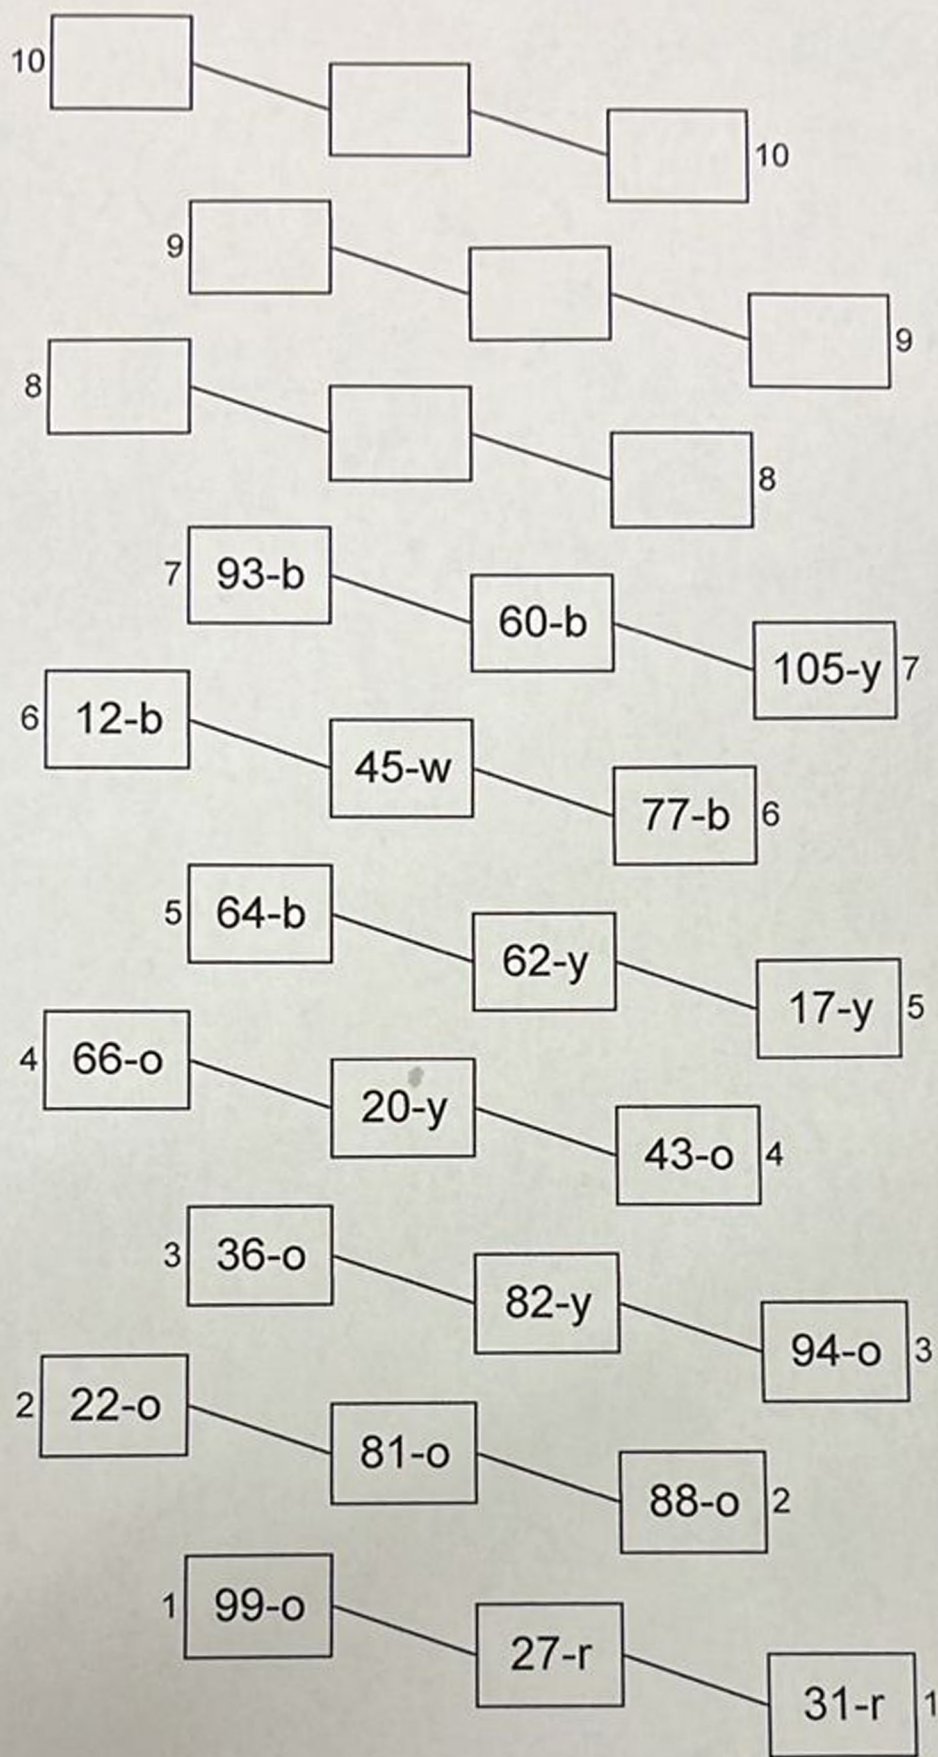 10
10
9
9
8
8
7 93-b 60-b 105-y 7
6 12-b 45-w 77-b 6
5 64-b 62-y 17-y 5
4 66-o 20-y 43-o 4
3 36-o 82-y 94-o 3
2 22-o 81-o 88-o 2
1 99-o 27-r 31-r 1